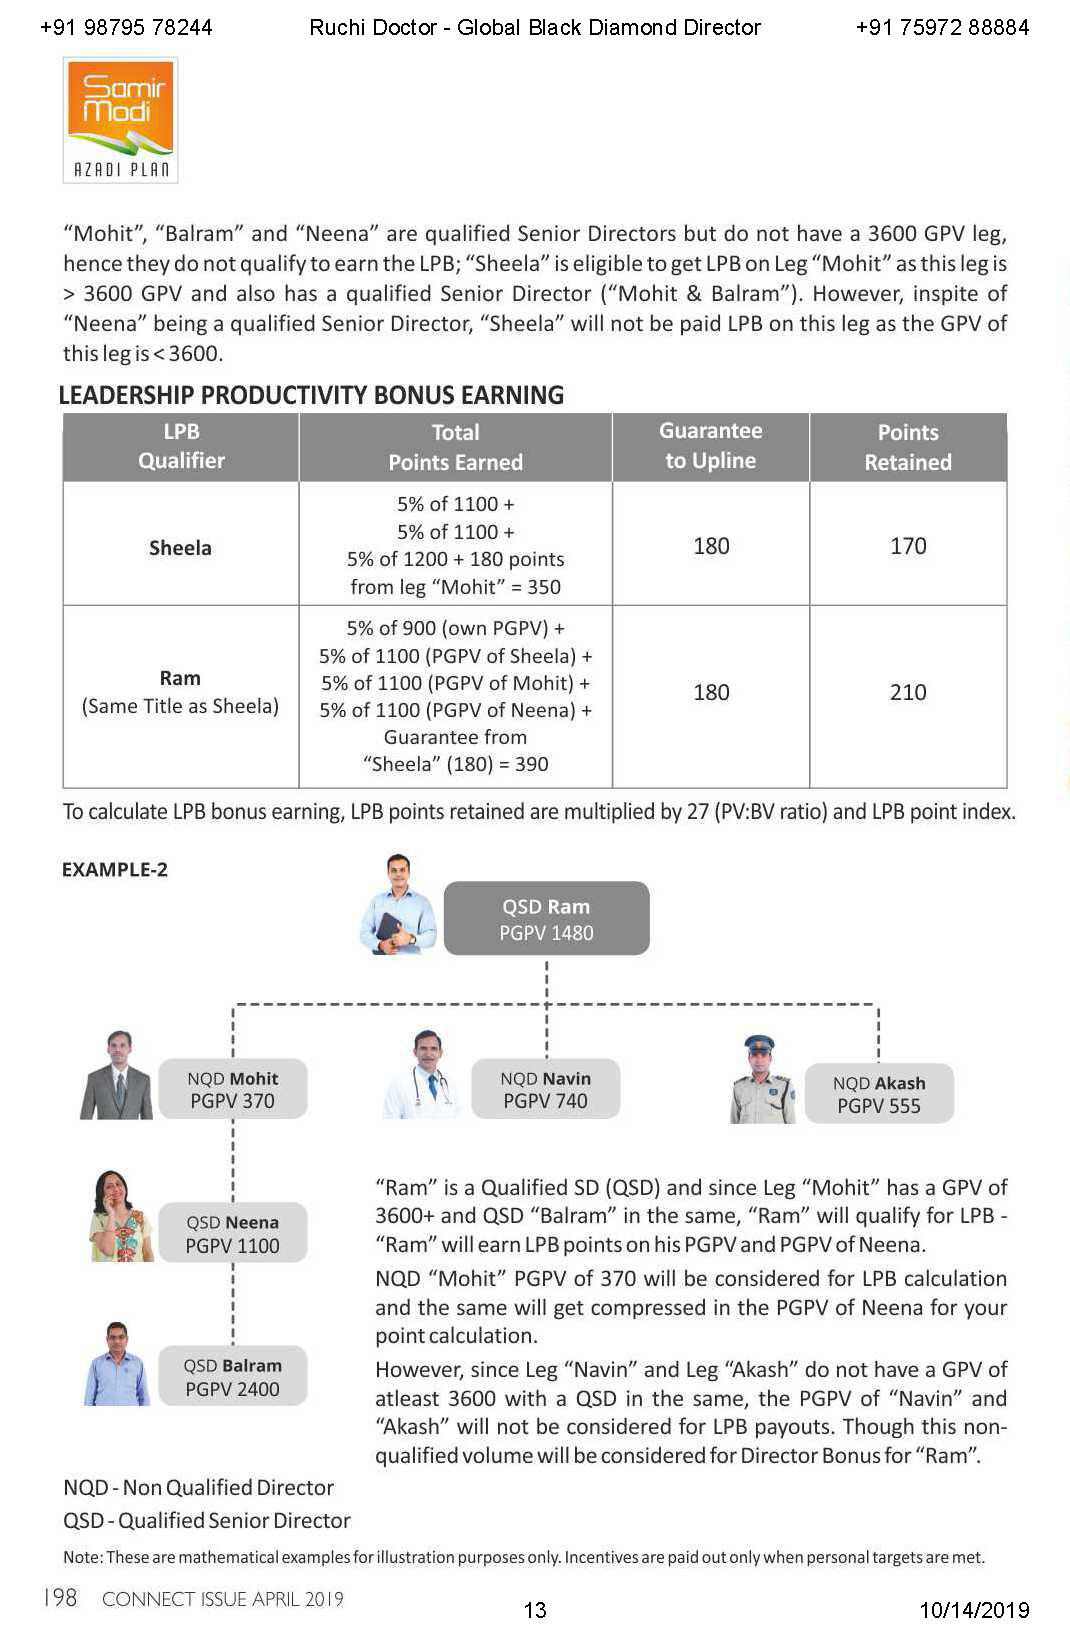 +91 98795 78244 Ruchi Doctor - Global Black Diamond Director +91 75972 88884
Samir
Modi
AZADI PLAN
“Mohit”, “Balram” and “Neena” are qualified Senior Directors but do not have a 3600 GPV leg,
hence they do not qualify to earn the LPB; “Sheela” is eligible to get LPB on Leg “Mohit” as this leg is
> 3600 GPV and also has a qualified Senior Director (“Mohit & Balram”). However, inspite of
“Neena” being a qualified Senior Director, “Sheela” will not be paid LPB on this leg as the GPV of
this leg is < 3600.
LEADERSHIP PRODUCTIVITY BONUS EARNING
LPB Qualifier
Total Points Earned
Guarantee to Upline
Points Retained
Sheela
5% of 1100 +
5% of 1100 +
5% of 1200 + 180 points
from leg “Mohit” = 350
180
170
Ram
(Same Title as Sheela)
5% of 900 (own PGPV) +
5% of 1100 (PGPV of Sheela) +
5% of 1100 (PGPV of Mohit) +
5% of 1100 (PGPV of Neena) +
Guarantee from
“Sheela” (180) = 390
180
210
To calculate LPB bonus earning, LPB points retained are multiplied by 27 (PV:BV ratio) and LPB point index.
EXAMPLE-2
QSD Ram
PGPV 1480
NQD Mohit
PGPV 370
NQD Navin
PGPV 740
NQD Akash
PGPV 555
QSD Neena
PGPV 1100
QSD Balram
PGPV 2400
“Ram” is a Qualified SD (QSD) and since Leg “Mohit” has a GPV of
3600+ and QSD “Balram” in the same, “Ram” will qualify for LPB -
“Ram” will earn LPB points on his PGPV and PGPV of Neena.
NQD “Mohit” PGPV of 370 will be considered for LPB calculation
and the same will get compressed in the PGPV of Neena for your
point calculation.
However, since Leg “Navin” and Leg “Akash” do not have a GPV of
atleast 3600 with a QSD in the same, the PGPV of “Navin” and
“Akash” will not be considered for LPB payouts. Though this non-
qualified volume will be considered for Director Bonus for “Ram”.
NQD - Non Qualified Director
QSD - Qualified Senior Director
Note: These are mathematical examples for illustration purposes only. Incentives are paid out only when personal targets are met.
198 CONNECT ISSUE APRIL 2019
13
10/14/2019